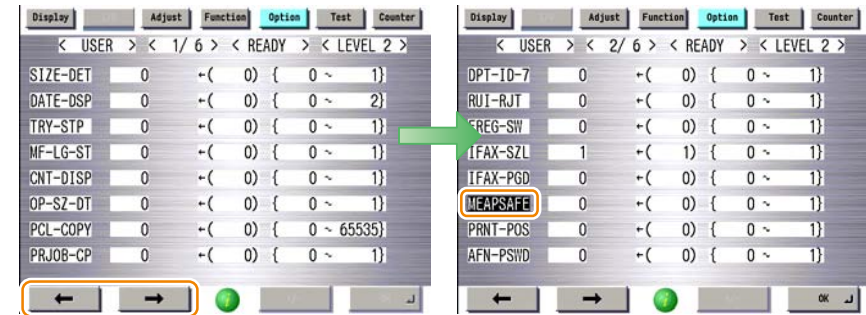 Display Adjust Function Option Test Counter
< USER > < 1/ 6 > < READY > < LEVEL 2 >
SIZE-DET 0 ←( 0) { 0 ~ 1}
DATE-DSP 0 ←( 0) { 0 ~ 2}
TRY-STP 0 ←( 0) { 0 ~ 1}
MF-LG-ST 0 ←( 0) { 0 ~ 1}
CNT-DISP 0 ←( 0) { 0 ~ 1}
OP-SZ-DT 0 ←( 0) { 0 ~ 1}
PCL-COPY 0 ←( 0) { 0 ~ 65535}
PRJOB-CP 0 ←( 0) { 0 ~ 1}
← → i
Display Adjust Function Option Test Counter
< USER > < 2/ 6 > < READY > < LEVEL 2 >
DPT-ID-7 0 ←( 0) { 0 ~ 1}
RUI-RJT 0 ←( 0) { 0 ~ 1}
FREG-SW 0 ←( 0) { 0 ~ 1}
IFAX-SZL 1 ←( 1) { 0 ~ 1}
IFAX-PGD 0 ←( 0) { 0 ~ 1}
MEAPSAFE 0 ←( 0) { 0 ~ 1}
PRNT-POS 0 ←( 0) { 0 ~ 1}
AFN-PSWD 0 ←( 0) { 0 ~ 1}
← → i OK